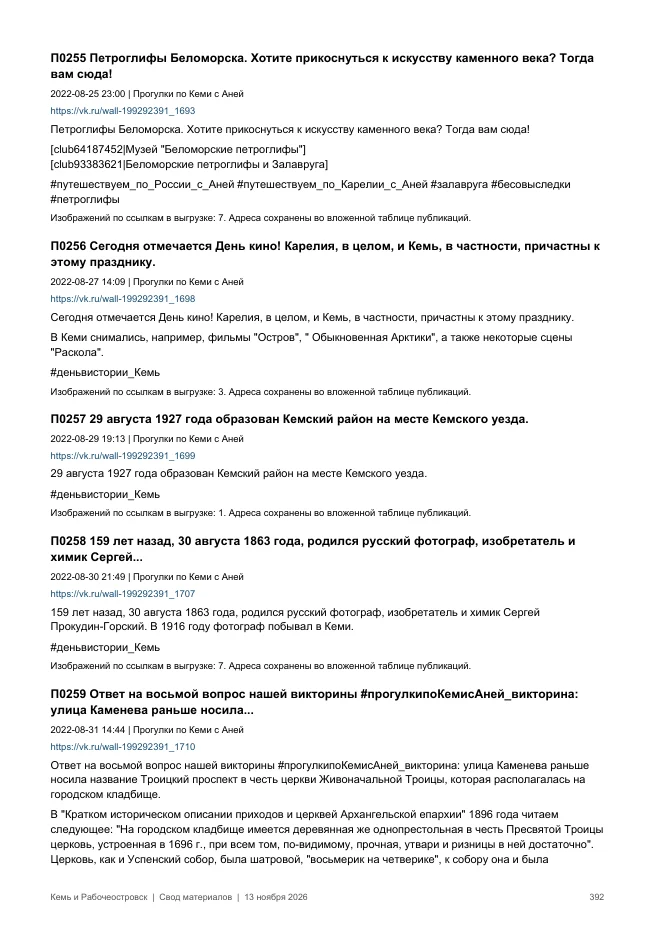 П0255 Петроглифы Беломорска. Хотите прикоснуться к искусству каменного века? Тогда
вам сюда!
2022-08-25 23:00 | Прогулки по Кеми с Аней
https://vk.ru/wall-199292391_1693
Петроглифы Беломорска. Хотите прикоснуться к искусству каменного века? Тогда вам сюда!
[club64187452|Музей "Беломорские петроглифы"]
[club93383621|Беломорские петроглифы и Залавруга]
#путешествуем_по_России_с_Аней #путешествуем_по_Карелии_с_Аней #залавруга #бесовыследки
#петроглифы
Изображений по ссылкам в выгрузке: 7. Адреса сохранены во вложенной таблице публикаций.
П0256 Сегодня отмечается День кино! Карелия, в целом, и Кемь, в частности, причастны к
этому празднику.
2022-08-27 14:09 | Прогулки по Кеми с Аней
https://vk.ru/wall-199292391_1698
Сегодня отмечается День кино! Карелия, в целом, и Кемь, в частности, причастны к этому празднику.
В Кеми снимались, например, фильмы "Остров", " Обыкновенная Арктики", а также некоторые сцены
"Раскола".
#деньвистории_Кемь
Изображений по ссылкам в выгрузке: 3. Адреса сохранены во вложенной таблице публикаций.
П0257 29 августа 1927 года образован Кемский район на месте Кемского уезда.
2022-08-29 19:13 | Прогулки по Кеми с Аней
https://vk.ru/wall-199292391_1699
29 августа 1927 года образован Кемский район на месте Кемского уезда.
#деньвистории_Кемь
Изображений по ссылкам в выгрузке: 1. Адреса сохранены во вложенной таблице публикаций.
П0258 159 лет назад, 30 августа 1863 года, родился русский фотограф, изобретатель и
химик Сергей...
2022-08-30 21:49 | Прогулки по Кеми с Аней
https://vk.ru/wall-199292391_1707
159 лет назад, 30 августа 1863 года, родился русский фотограф, изобретатель и химик Сергей
Прокудин-Горский. В 1916 году фотограф побывал в Кеми.
#деньвистории_Кемь
Изображений по ссылкам в выгрузке: 7. Адреса сохранены во вложенной таблице публикаций.
П0259 Ответ на восьмой вопрос нашей викторины #прогулкипоКемисАней_викторина:
улица Каменева раньше носила...
2022-08-31 14:44 | Прогулки по Кеми с Аней
https://vk.ru/wall-199292391_1710
Ответ на восьмой вопрос нашей викторины #прогулкипоКемисАней_викторина: улица Каменева раньше
носила название Троицкий проспект в честь церкви Живоначальной Троицы, которая располагалась на
городском кладбище.
В "Кратком историческом описании приходов и церквей Архангельской епархии" 1896 года читаем
следующее: "На городском кладбище имеется деревянная же однопрестольная в честь Пресвятой Троицы
церковь, устроенная в 1696 г., при всем том, по-видимому, прочная, утвари и ризницы в ней достаточно".
Церковь, как и Успенский собор, была шатровой, "восьмерик на четверике", к собору она и была
Кемь и Рабочеостровск | Свод материалов | 13 ноября 2026
392